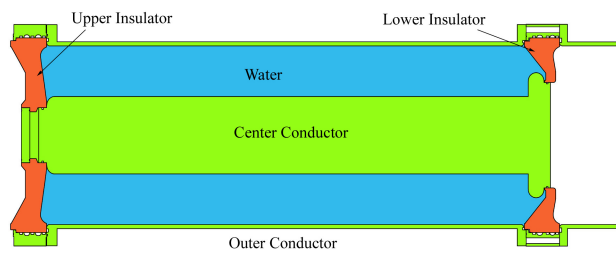 Upper Insulator
Lower Insulator
Water
Center Conductor
Outer Conductor